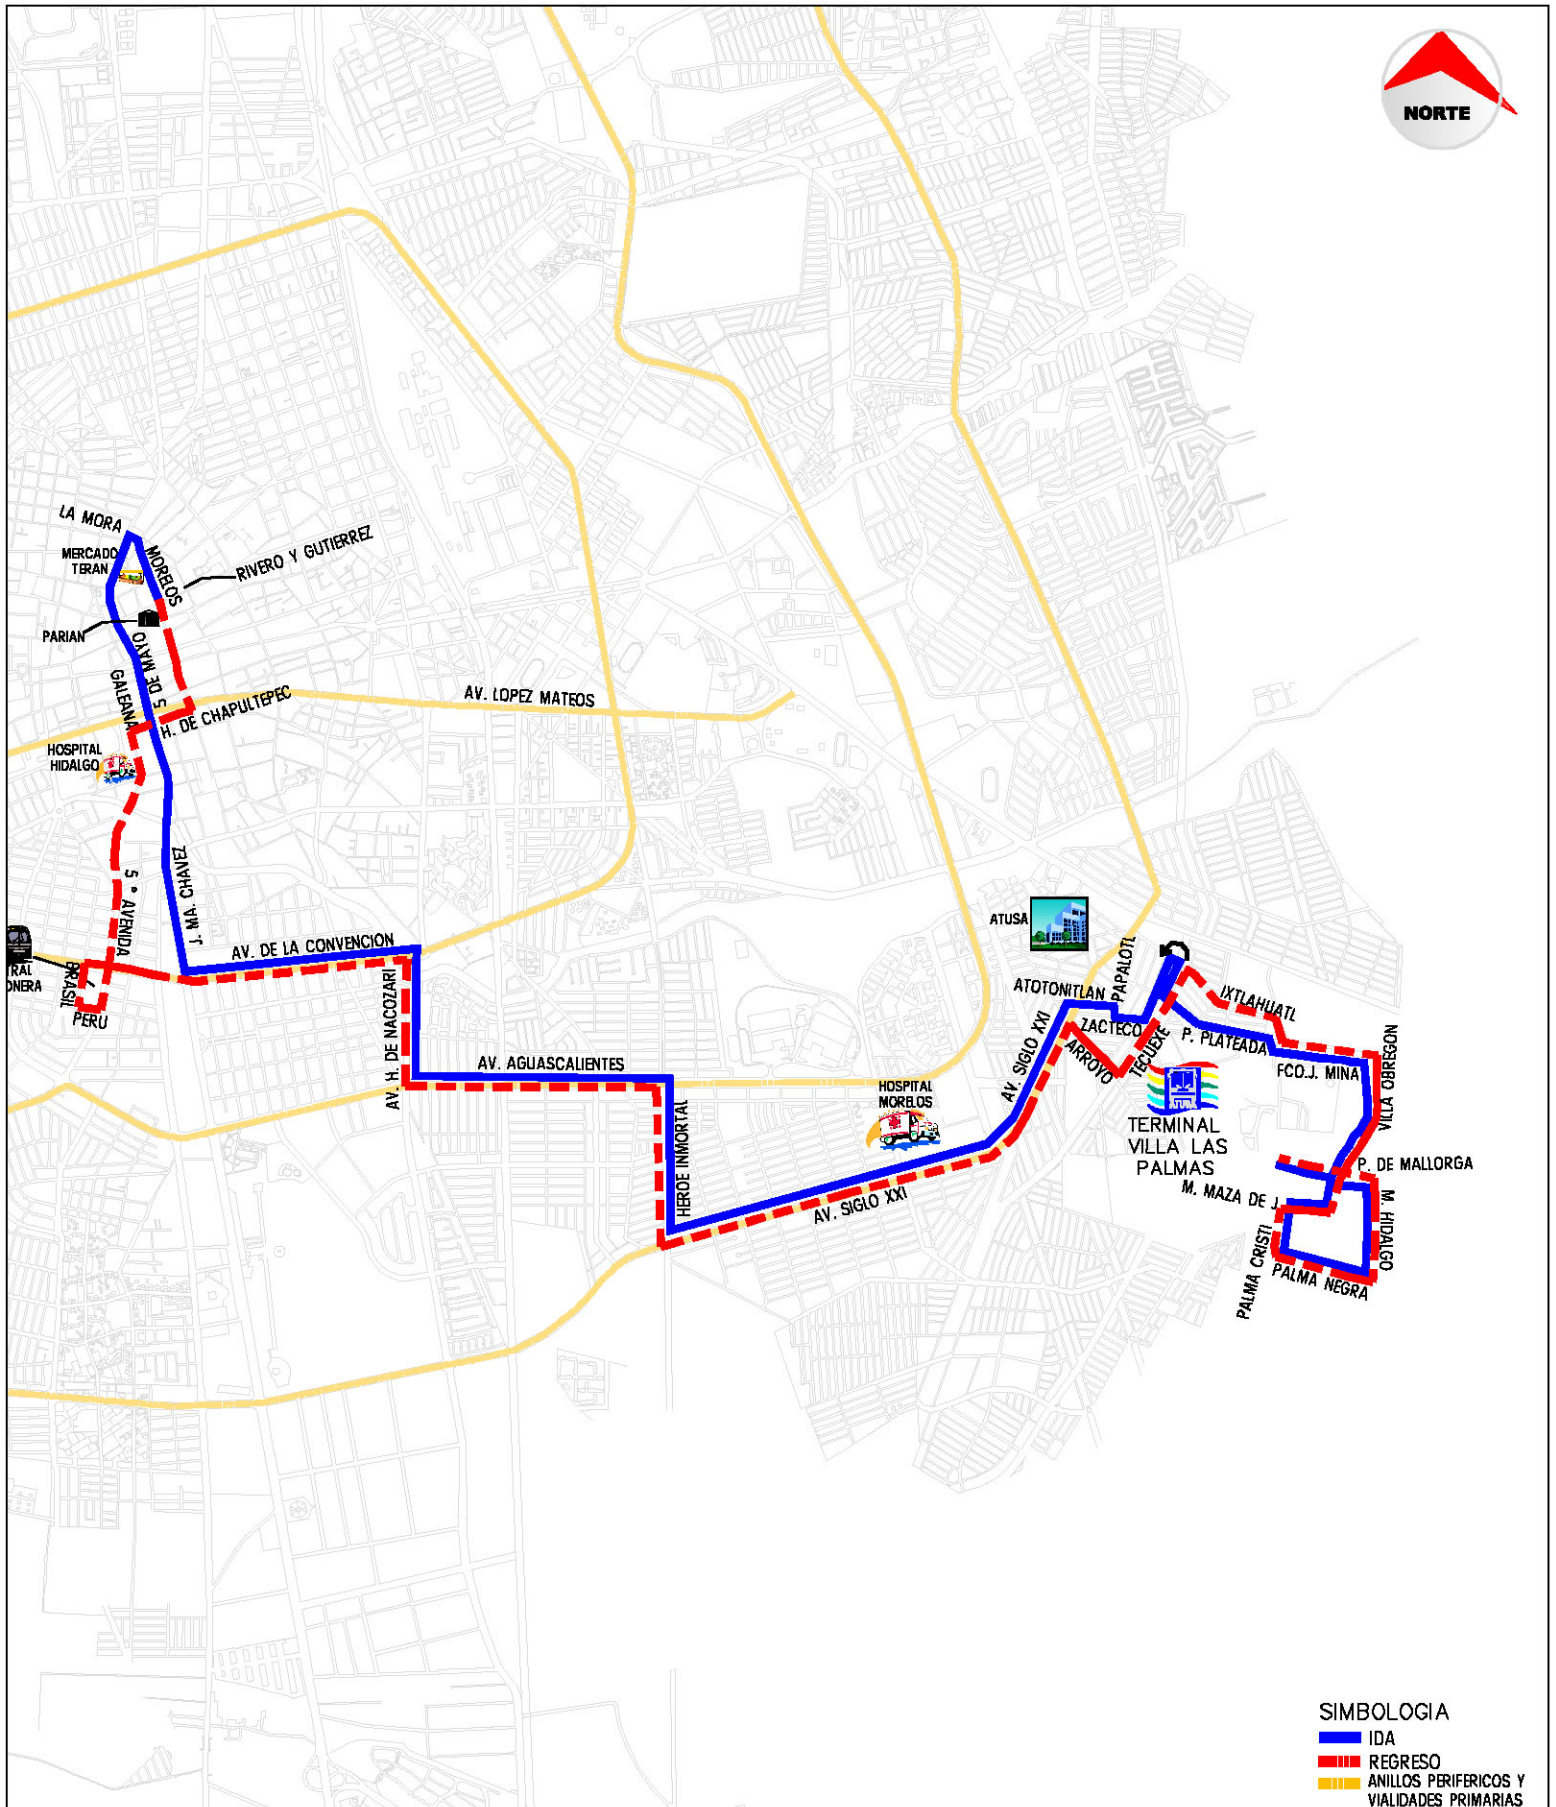 NORTE
LA MORA
MERCADO
TERAN
MORELOS
RIVERO Y GUTIERREZ
PARIAN
5 DE MAYO
GALEANA
H. DE CHAPULTEPEC
AV. LOPEZ MATEOS
HOSPITAL
HIDALGO
J. MA. CHAVEZ
5 ª AVENIDA
AV. DE LA CONVENCION
TRAL
ONERA
BRASIL
PERU
AV. H. DE NACOZARI
AV. AGUASCALIENTES
HEROE INMORTAL
HOSPITAL
MORELOS
AV. SIGLO XXI
AV. SIGLO XXI
ATUSA
ATOTONITLAN
PAPALOTL
ZACTECO
ARROYO
TECUEXE
IXTLAHUATL
P. PLATEADA
FCO.J. MINA
VILLA OBREGON
TERMINAL
VILLA LAS
PALMAS
P. DE MALLORGA
M. MAZA DE J.
M. HIDALGO
PALMA CRISTI
PALMA NEGRA
SIMBOLOGIA
IDA
REGRESO
ANILLOS PERIFERICOS Y
VIALIDADES PRIMARIAS